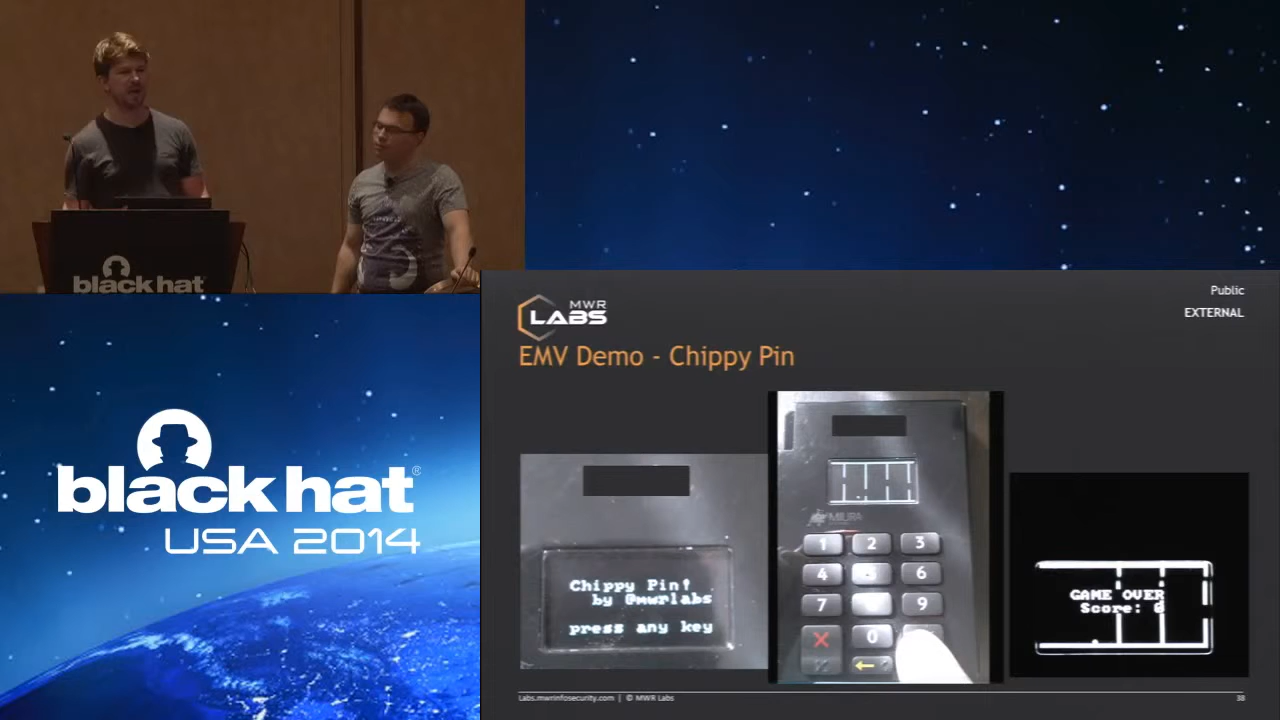 black hat
black hat®
USA 2014
MWR
LABS
Public
EXTERNAL
EMV Demo - Chippy Pin
Chippy Pin!
by @mwrlabs
press any key
MIURA
1 2 3
4 6
7 9
0
GAME OVER
Score:
Labs.mwrinfosecurity.com | © MWR Labs
38